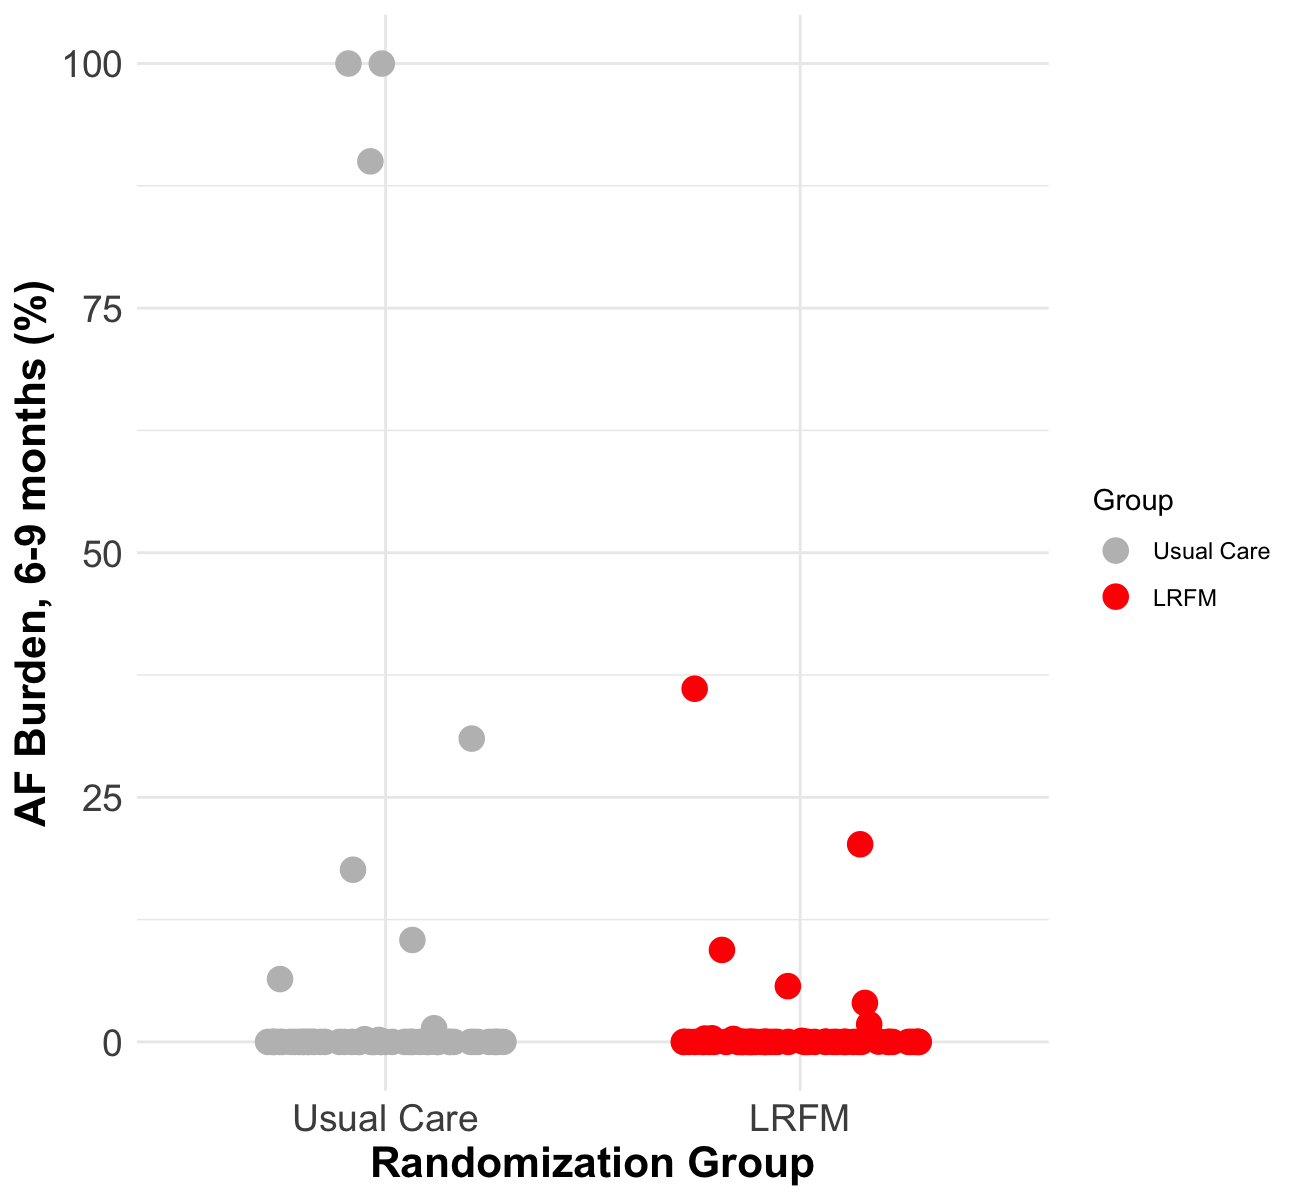 AF Burden, 6-9 months (%)
100
75
50
25
0
Usual Care
LRFM
Randomization Group
Group
Usual Care
LRFM